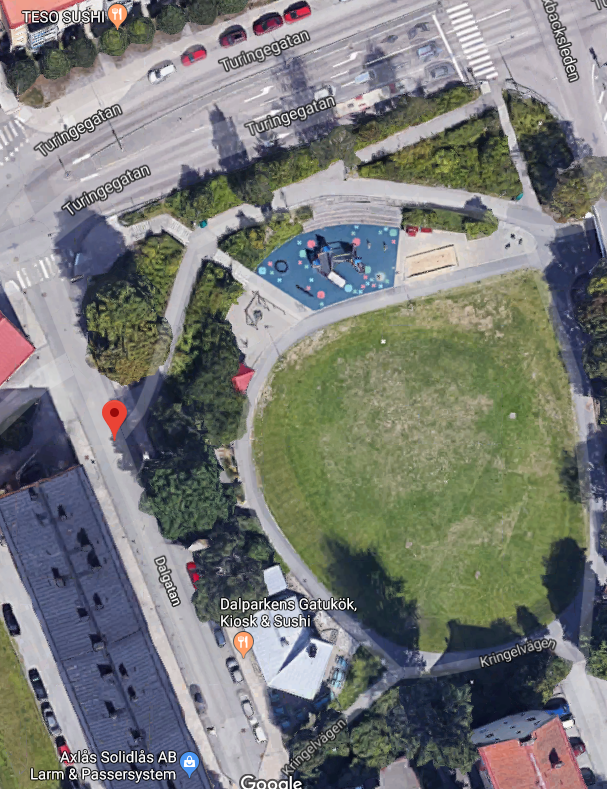 TESO SUSHI
Turingegatan
tbacksleden
Turingegatan
Turingegatan
Turingegatan
Dalgatan
Dalparkens Gatukök,
Kiosk & Sushi
Kringelvägen
Kringelvägen
Axlås Solidlås AB
Larm & Passersystem
Google